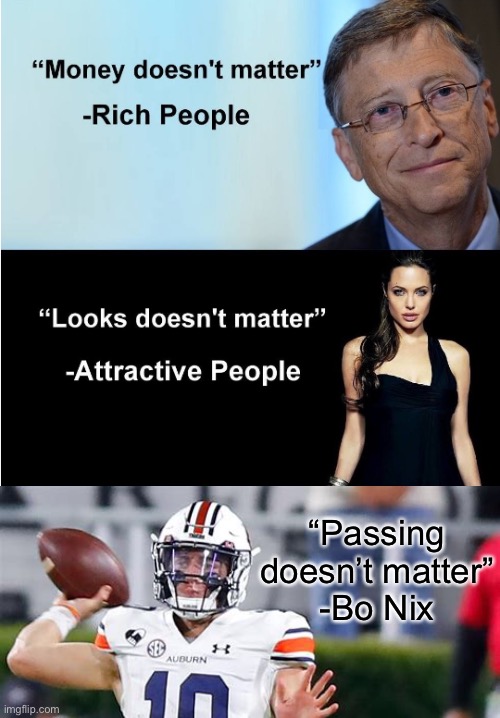 “Money doesn't matter”
-Rich People
“Looks doesn't matter”
-Attractive People
“Passing
doesn’t matter”
-Bo Nix
SEC
AUBURN
10
imgflip.com